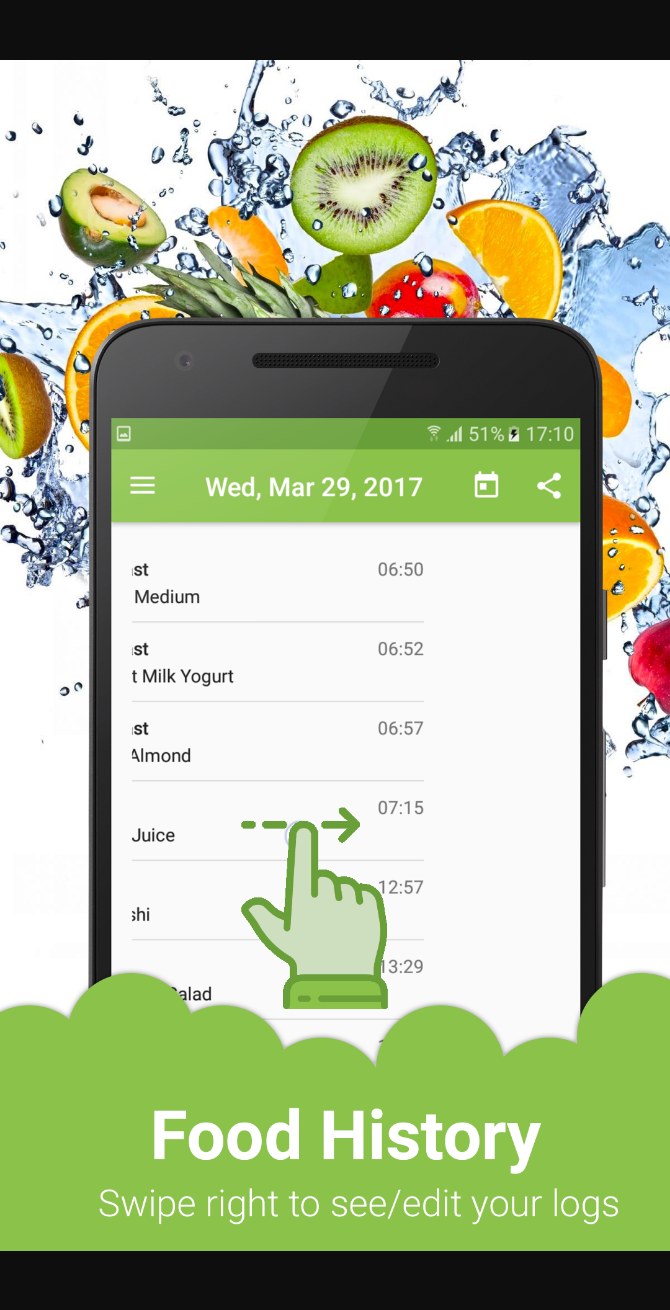 51% 17:10
Wed, Mar 29, 2017
st 06:50
Medium
st 06:52
t Milk Yogurt
st 06:57
Almond
07:15
Juice
12:57
shi
13:29
alad
Food History
Swipe right to see/edit your logs